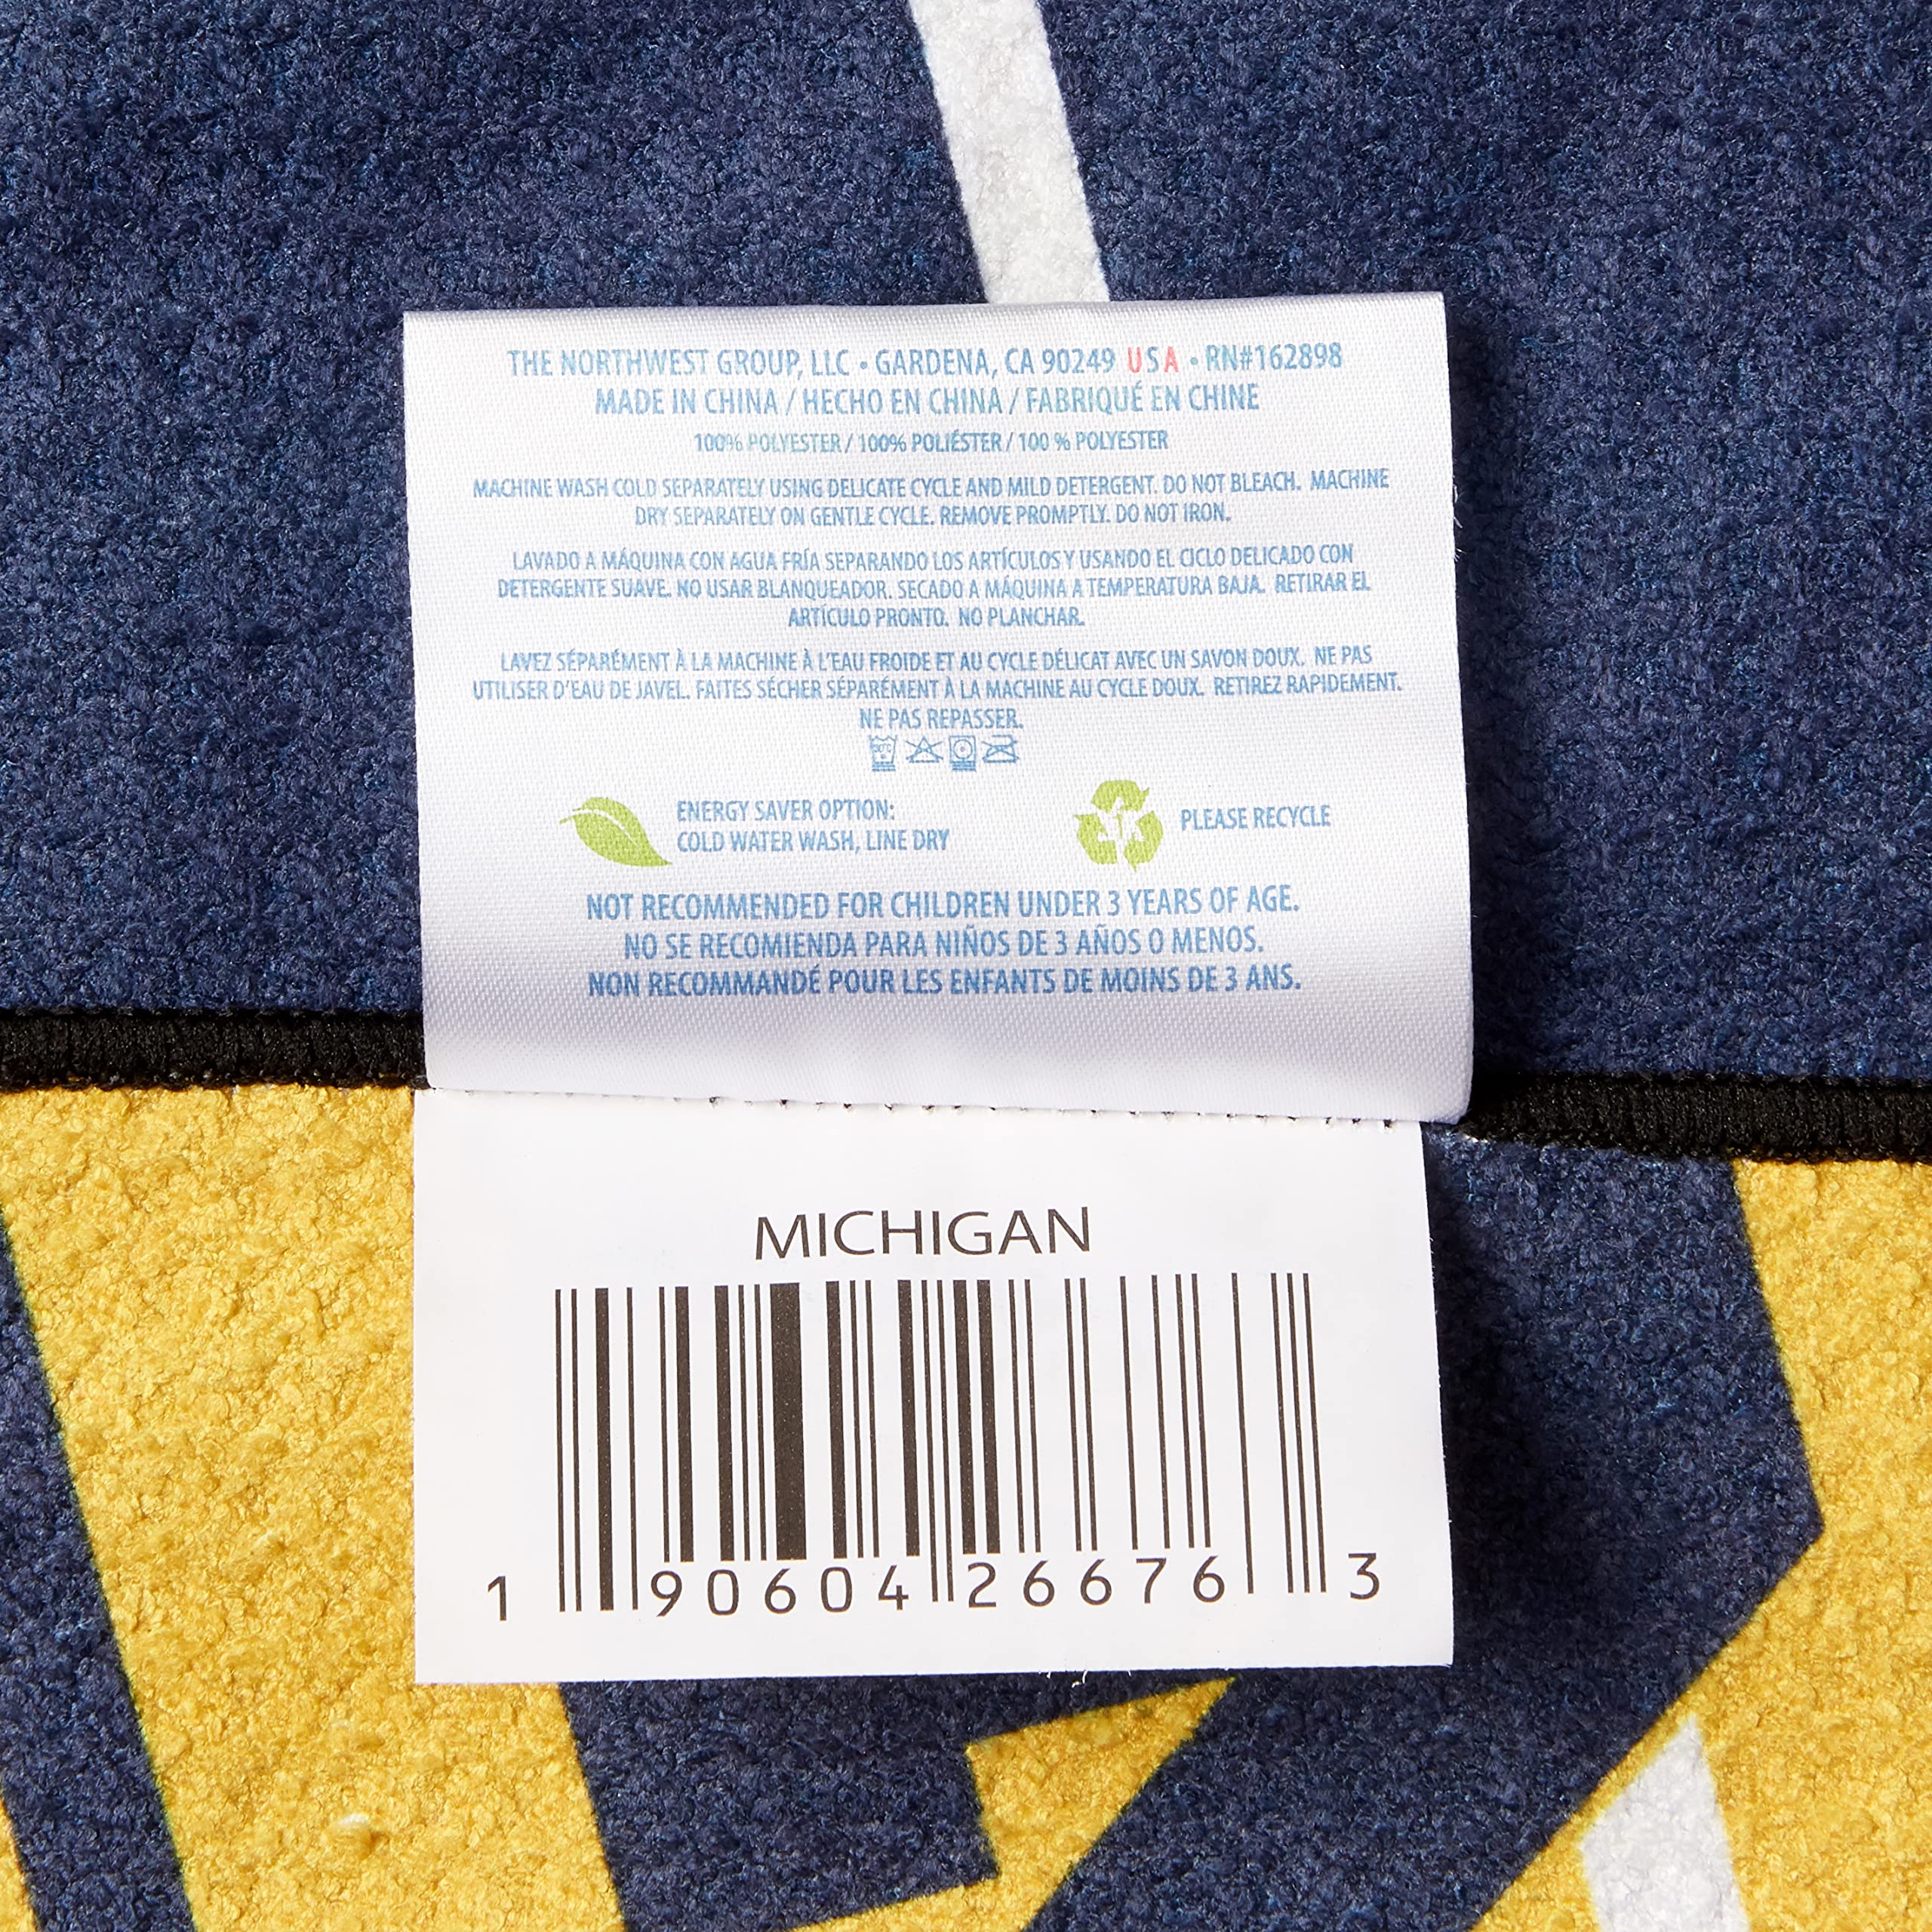 THE NORTHWEST GROUP, LLC • GARDENA, CA 90249 USA • RN#162898
MADE IN CHINA / HECHO EN CHINA / FABRIQUÉ EN CHINE
100% POLYESTER / 100% POLIÉSTER / 100 % POLYESTER
MACHINE WASH COLD SEPARATELY USING DELICATE CYCLE AND MILD DETERGENT. DO NOT BLEACH. MACHINE
DRY SEPARATELY ON GENTLE CYCLE. REMOVE PROMPTLY. DO NOT IRON.
LAVADO A MÁQUINA CON AGUA FRÍA SEPARANDO LOS ARTÍCULOS Y USANDO EL CICLO DELICADO CON
DETERGENTE SUAVE. NO USAR BLANQUEADOR. SECADO A MÁQUINA A TEMPERATURA BAJA. RETIRAR EL
ARTÍCULO PRONTO. NO PLANCHAR.
LAVEZ SÉPARÉMENT À LA MACHINE À L'EAU FROIDE ET AU CYCLE DÉLICAT AVEC UN SAVON DOUX. NE PAS
UTILISER D'EAU DE JAVEL. FAITES SÉCHER SÉPARÉMENT À LA MACHINE AU CYCLE DOUX. RETIREZ RAPIDEMENT.
NE PAS REPASSER.
ENERGY SAVER OPTION:
COLD WATER WASH, LINE DRY
PLEASE RECYCLE
NOT RECOMMENDED FOR CHILDREN UNDER 3 YEARS OF AGE.
NO SE RECOMIENDA PARA NIÑOS DE 3 AÑOS O MENOS.
NON RECOMMANDÉ POUR LES ENFANTS DE MOINS DE 3 ANS.
MICHIGAN
1 90604 26676 3